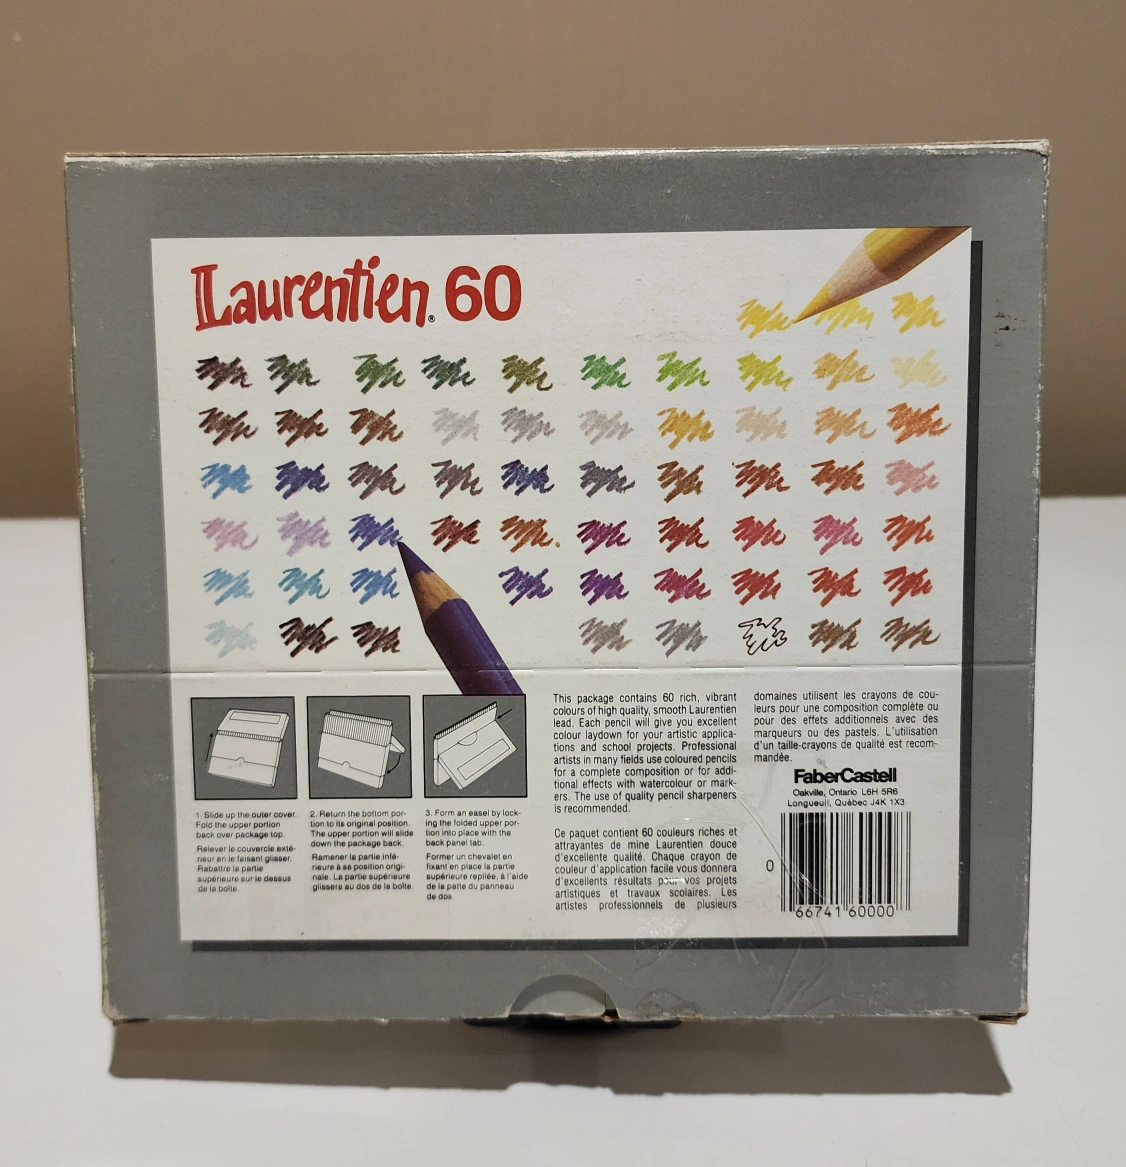 Laurentien® 60
1. Slide up the outer cover.
Fold the upper portion
back over package top.
Relever le couvercle exté-
rieur en le faisant glisser.
Rabattre la partie
supérieure sur le dessus
de la boîte.
2. Return the bottom por-
tion to its original position.
The upper portion will slide
down the package back.
Ramener la partie infé-
rieure à sa position origi-
nale. La partie supérieure
glissera au dos de la boîte.
3. Form an easel by lock-
ing the folded upper por-
tion into place with the
back panel tab.
Former un chevalet en
fixant en place la partie
supérieure repliée, à l'aide
de la patte du panneau
de dos.
This package contains 60 rich, vibrant
colours of high quality, smooth Laurentien
lead. Each pencil will give you excellent
colour laydown for your artistic applica-
tions and school projects. Professional
artists in many fields use coloured pencils
for a complete composition or for addi-
tional effects with watercolour or mark-
ers. The use of quality pencil sharpeners
is recommended.
Ce paquet contient 60 couleurs riches et
attrayantes de mine Laurentien douce
d'excellente qualité. Chaque crayon de
couleur d'application facile vous donnera
d'excellents résultats pour vos projets
artistiques et travaux scolaires. Les
artistes professionnels de plusieurs
domaines utilisent les crayons de cou-
leurs pour une composition complète ou
pour des effets additionnels avec des
marqueurs ou des pastels. L'utilisation
d'un taille-crayons de qualité est recom-
mandée.
FaberCastell
Oakville, Ontario L6H 5R6
Longueuil, Québec J4K 1X3
0 66741 60000